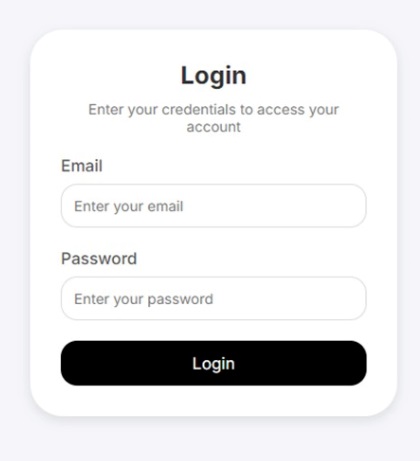 Login
Enter your credentials to access your
account
Email
Enter your email
Password
Enter your password
Login